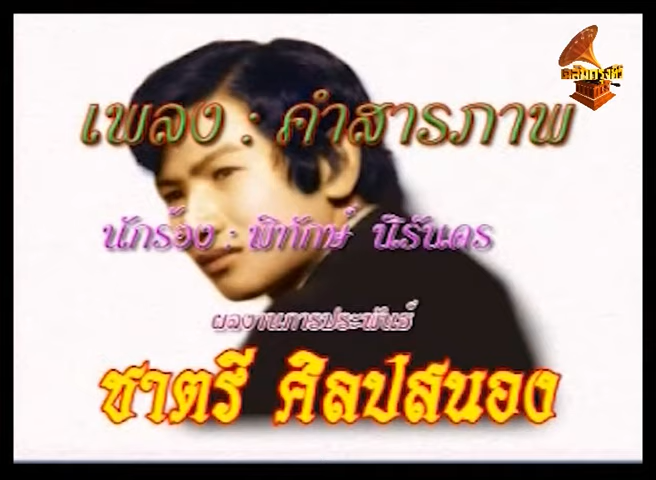 เพลง : คำสารภาพ
นักร้อง : พิทักษ์ นิรันดร
ผลงานการประพันธ์
ชาตรี ศิลปสนอง